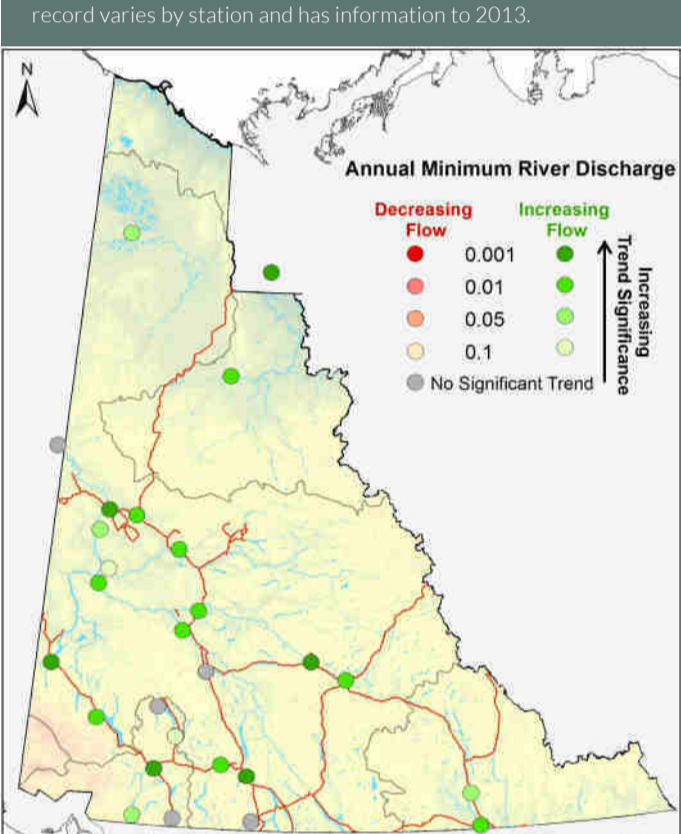 record varies by station and has information to 2013.
N
Annual Minimum River Discharge
Decreasing Flow
Increasing Flow
0.001
0.01
0.05
0.1
No Significant Trend
Increasing
Trend Significance